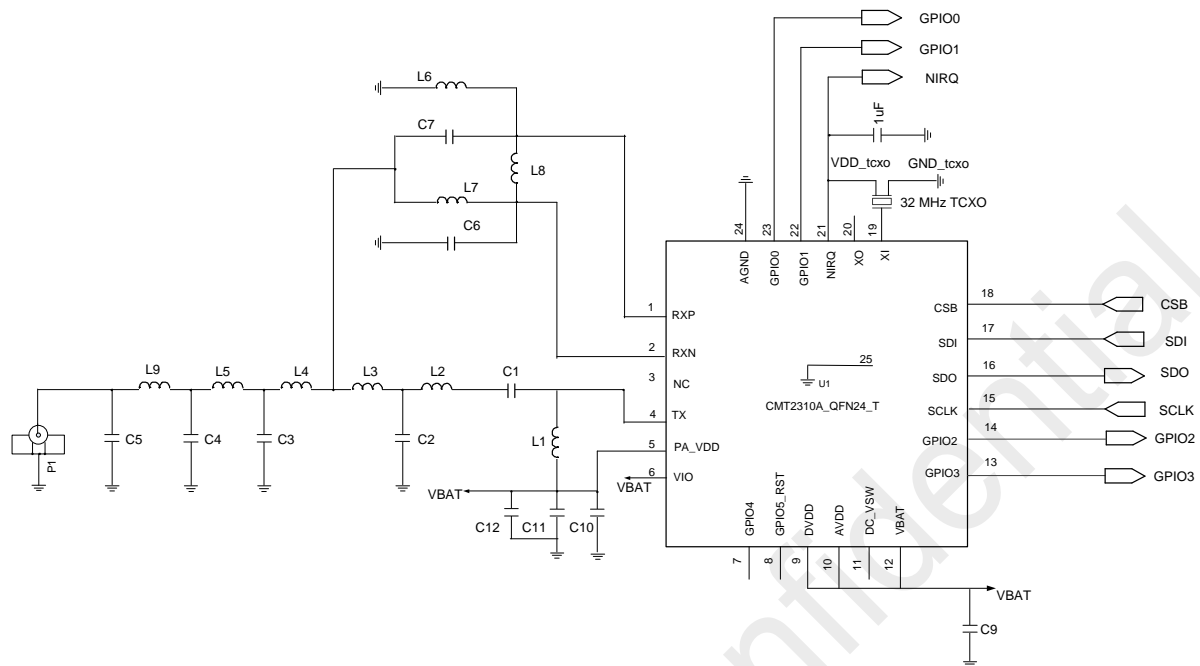 GPIO0
GPIO1
NIRQ
L6
C7
L8
L7
C6
1uF
VDD_tcxo
GND_tcxo
32 MHz TCXO
24
23
22
21
20
19
AGND
GPIO0
GPIO1
NIRQ
XO
XI
1
RXP
2
RXN
3
NC
4
TX
5
PA_VDD
6
VIO
CSB
18
CSB
SDI
17
SDI
SDO
16
SDO
SCLK
15
SCLK
GPIO2
14
GPIO2
GPIO3
13
GPIO3
25
U1
CMT2310A_QFN24_T
L9
L5
L4
L3
L2
C1
C5
C4
C3
C2
L1
P1
VBAT
VBAT
C12
C11
C10
GPIO4
GPIO5_RST
DVDD
AVDD
DC_VSW
VBAT
7
8
9
10
11
12
VBAT
C9
onfidential